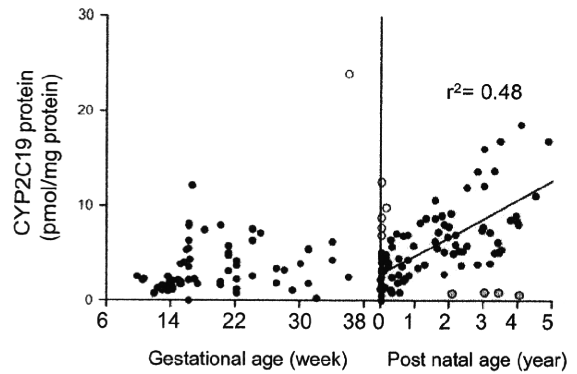 30
20
10
0
CYP2C19 protein
(pmol/mg protein)
r²= 0.48
6 14 22 30 38 0 1 2 3 4 5
Gestational age (week) Post natal age (year)